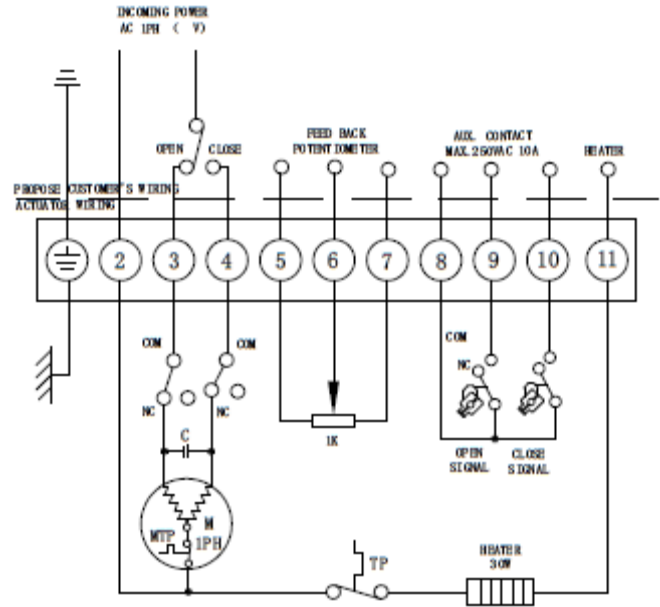 INCOMING POWER
AC 1PH ( V)
OPEN CLOSE
FEED BACK
POTENTIOMETER
AUX. CONTACT
MAX.250VAC 10A
HEATER
PROPOSE CUSTOMER'S WIRING
ACTUATOR WIRING
2 3 4 5 6 7 8 9 10 11
COM COM
NC NC
C
M
MTP 1PH
1K
COM
NC
OPEN
SIGNAL
CLOSE
SIGNAL
TP
HEATER
30W